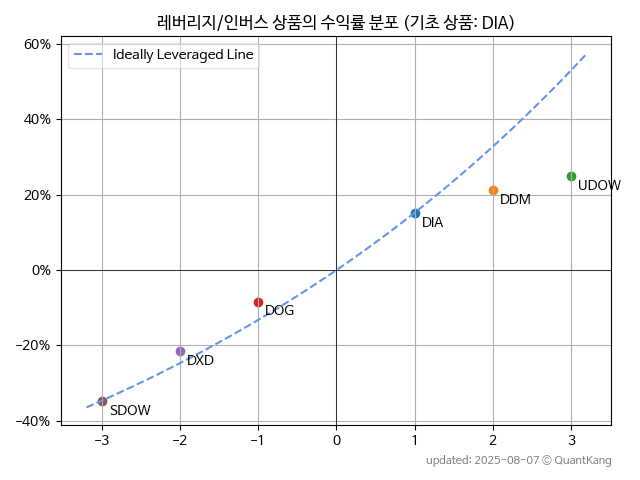 레버리지/인버스 상품의 수익률 분포 (기초 상품: DIA)
60%
Ideally Leveraged Line
40%
20%
0%
−20%
−40%
UDOW
DDM
DIA
DOG
DXD
SDOW
−3 −2 −1 0 1 2 3
updated: 2025-08-07 © QuantKang